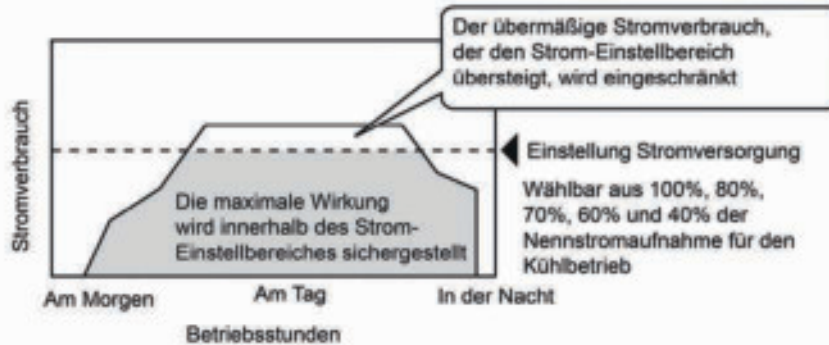 Der übermäßige Stromverbrauch,
der den Strom-Einstellbereich
übersteigt, wird eingeschränkt
Stromverbrauch
Einstellung Stromversorgung
Wählbar aus 100%, 80%,
70%, 60% und 40% der
Nennstromaufnahme für den
Kühlbetrieb
Die maximale Wirkung
wird innerhalb des Strom-
Einstellbereiches sichergestellt
Am Morgen
Am Tag
In der Nacht
Betriebsstunden